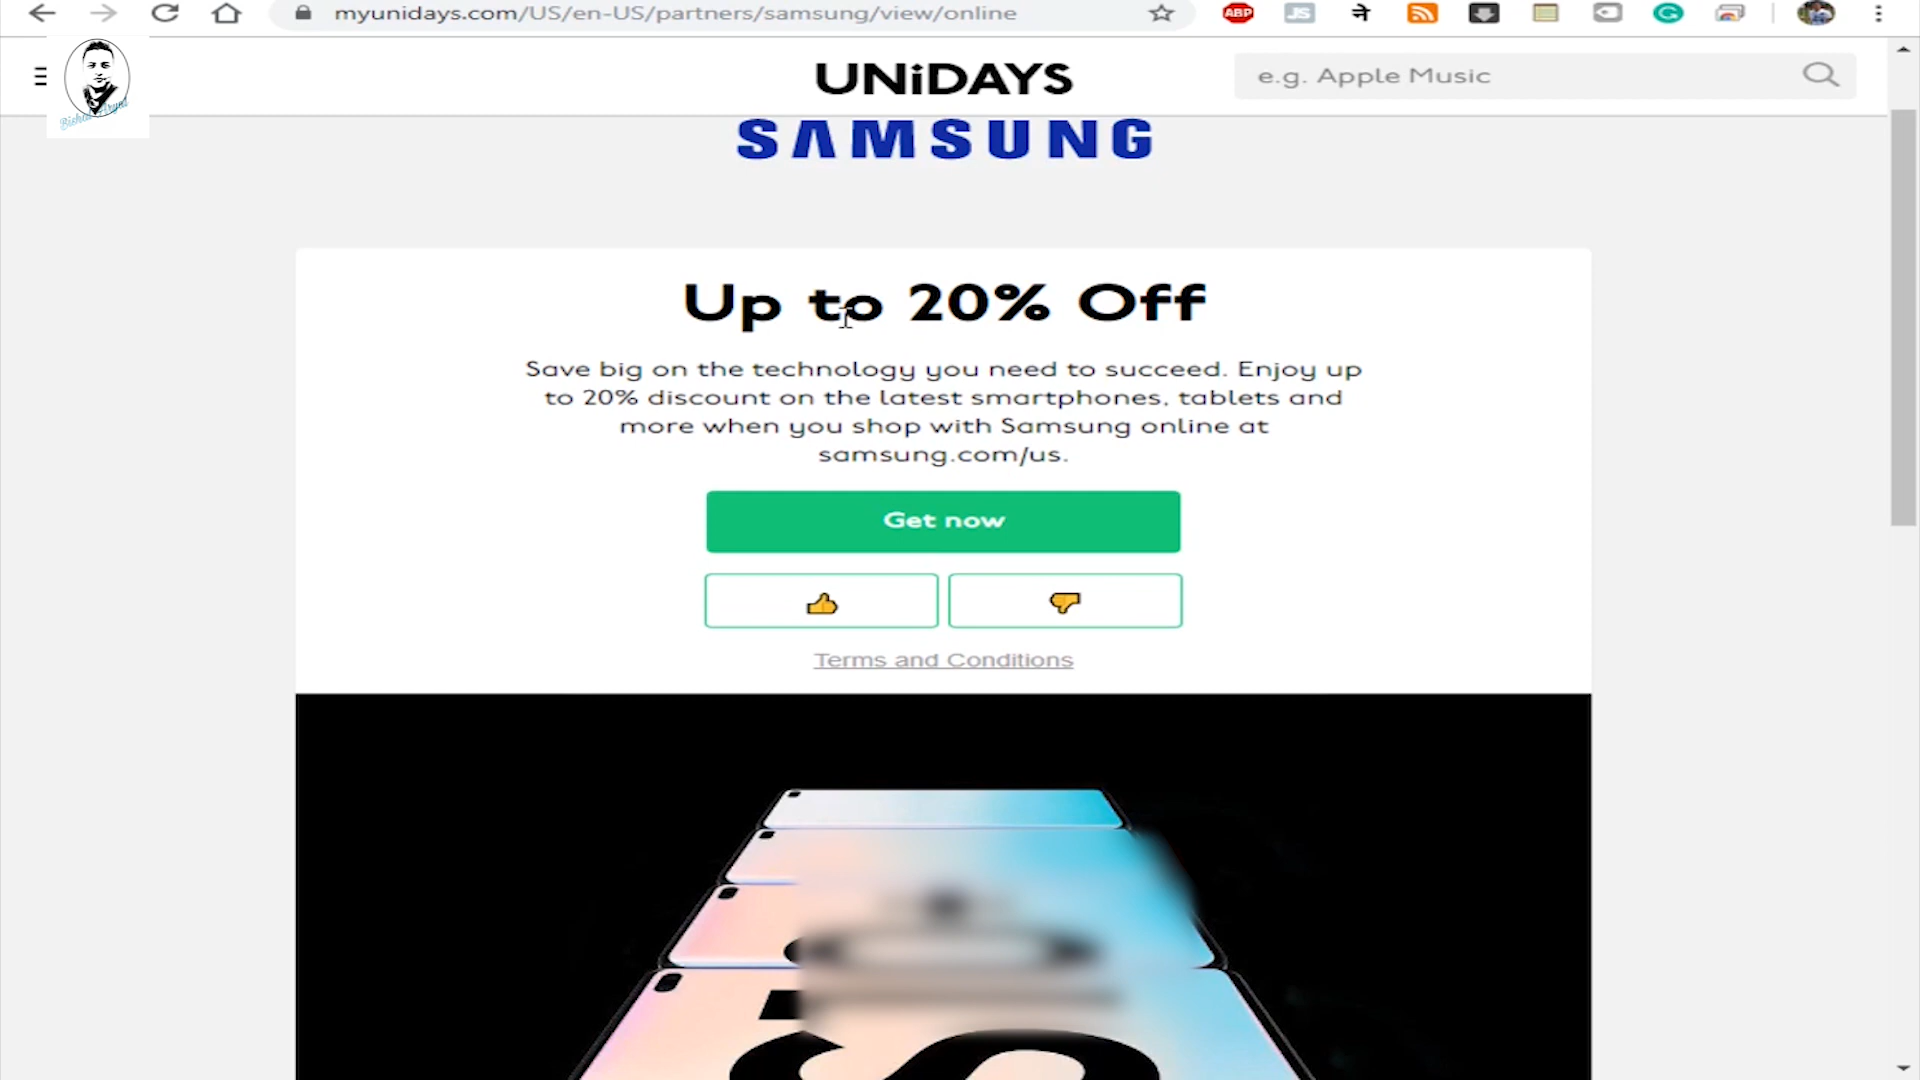 myunidays.com/US/en-US/partners/samsung/view/online
ABP
JS
ने
G
UNiDAYS
e.g. Apple Music
SAMSUNG
Up to 20% Off
Save big on the technology you need to succeed. Enjoy up
to 20% discount on the latest smartphones, tablets and
more when you shop with Samsung online at
samsung.com/us.
Get now
Terms and Conditions